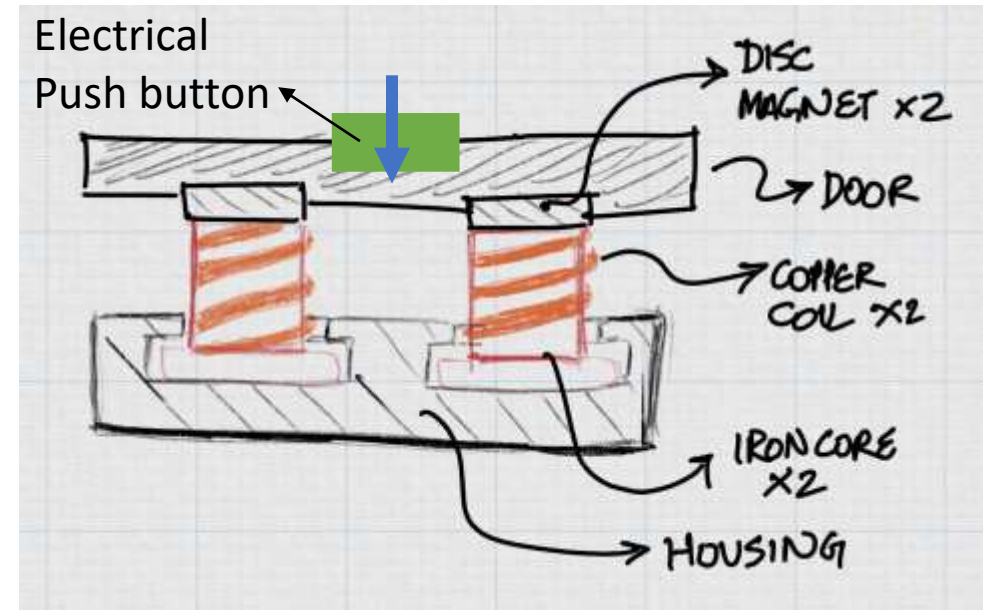 Electrical
Push button
DISC
MAGNET x2
DOOR
COPPER
COIL x2
IRON CORE
x2
HOUSING